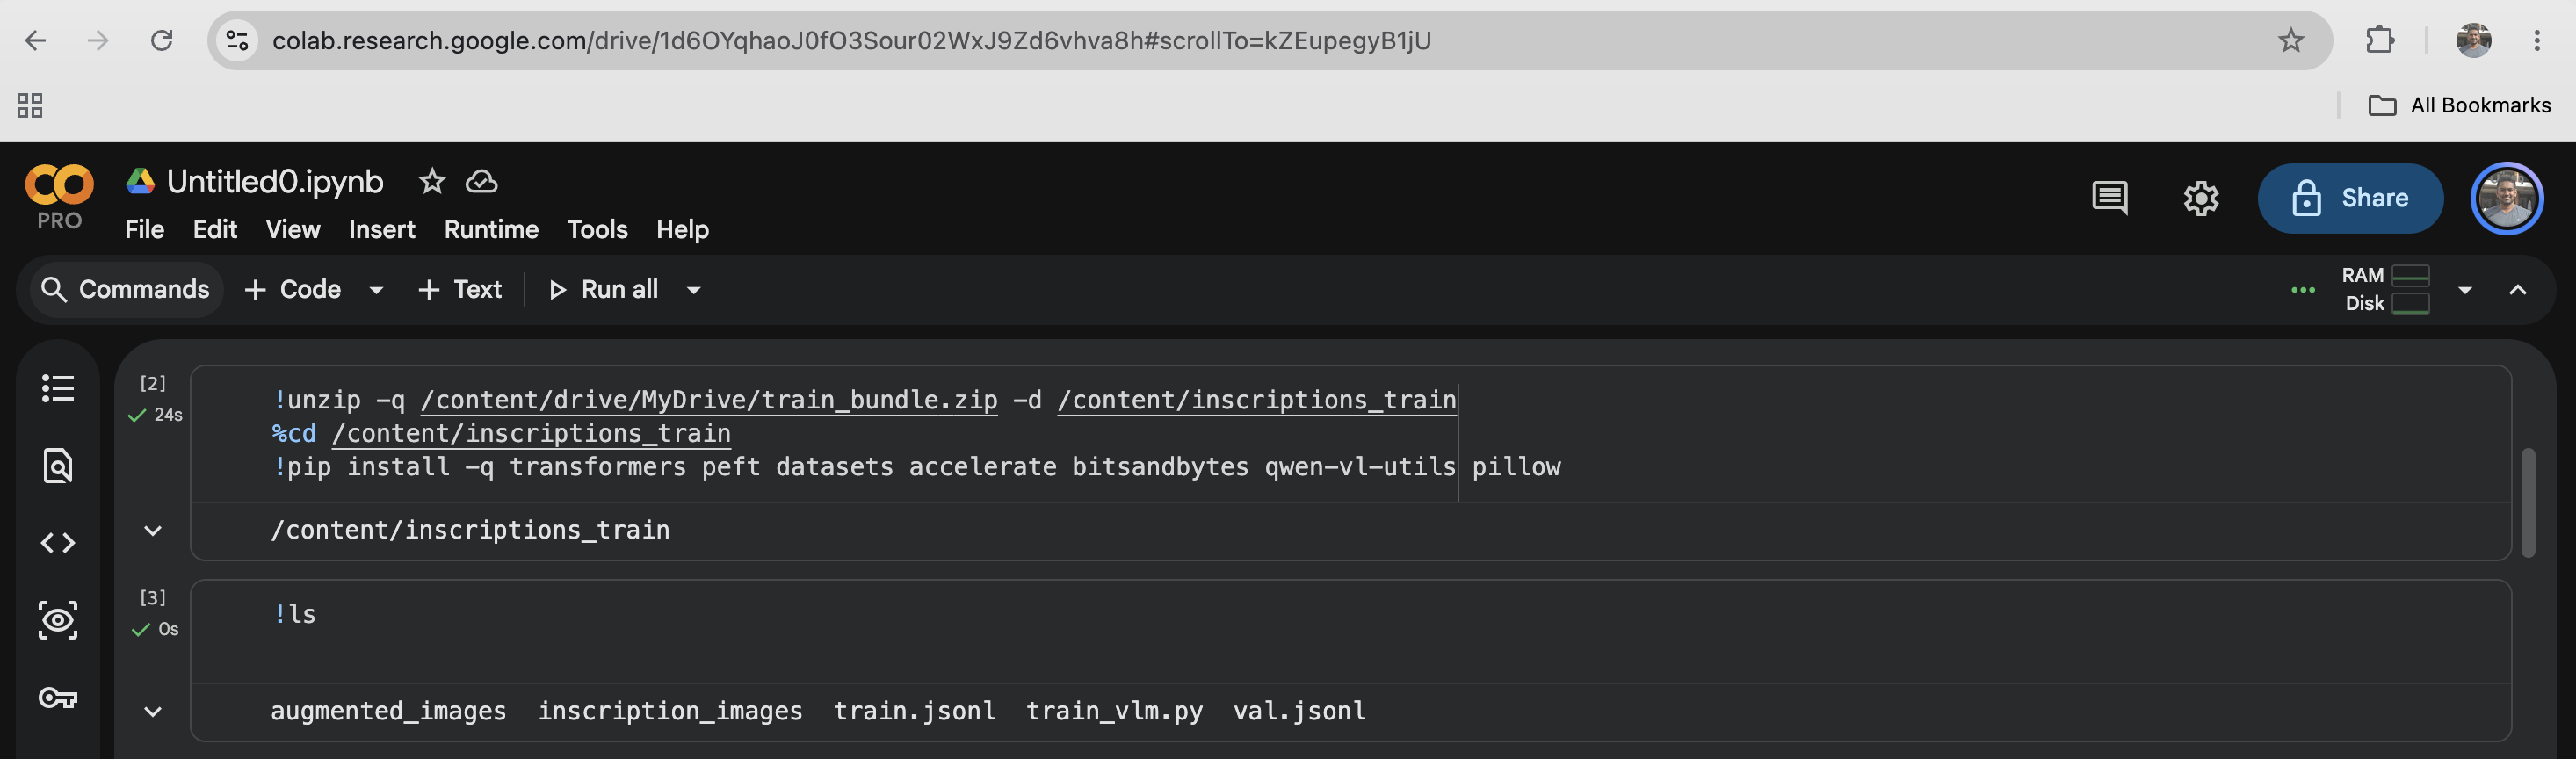 colab.research.google.com/drive/1d6OYqhaoJ0fO3Sour02WxJ9Zd6vhva8h#scrollTo=kZEupegyB1jU
All Bookmarks
CO
PRO
Untitled0.ipynb
File Edit View Insert Runtime Tools Help
Share
Commands + Code + Text Run all
RAM
Disk
[2]
24s
!unzip -q /content/drive/MyDrive/train_bundle.zip -d /content/inscriptions_train
%cd /content/inscriptions_train
!pip install -q transformers peft datasets accelerate bitsandbytes qwen-vl-utils pillow
/content/inscriptions_train
[3]
0s
!ls
augmented_images inscription_images train.jsonl train_vlm.py val.jsonl